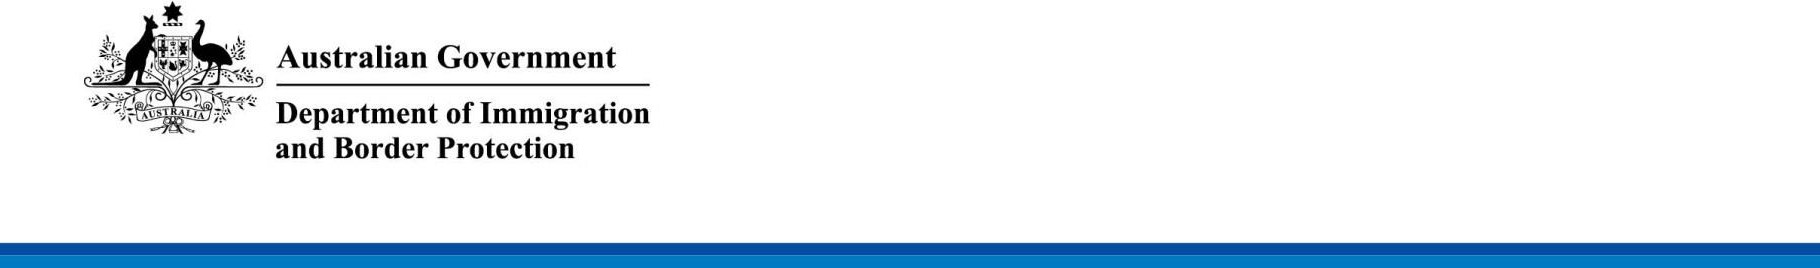 Australian Government
Department of Immigration
and Border Protection
AUSTRALIA